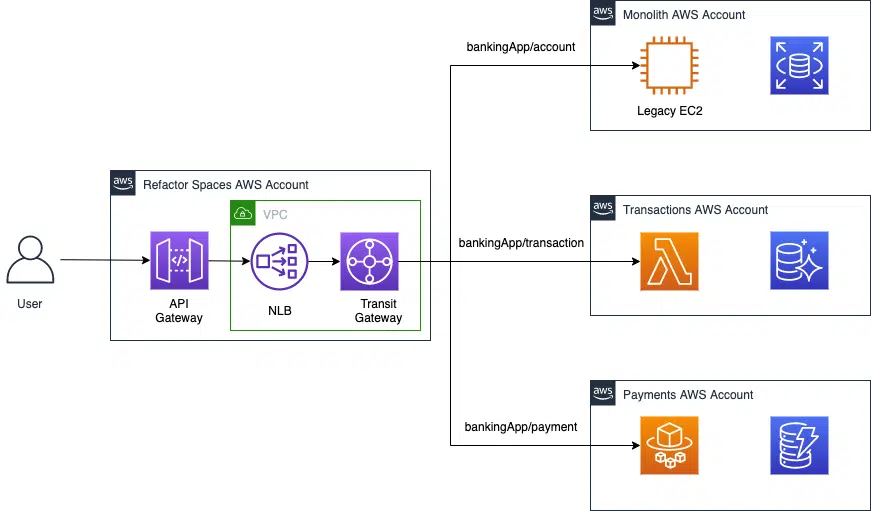 aws
Monolith AWS Account
bankingApp/account
Legacy EC2
aws
Refactor Spaces AWS Account
VPC
User
API
Gateway
NLB
Transit
Gateway
aws
Transactions AWS Account
bankingApp/transaction
aws
Payments AWS Account
bankingApp/payment